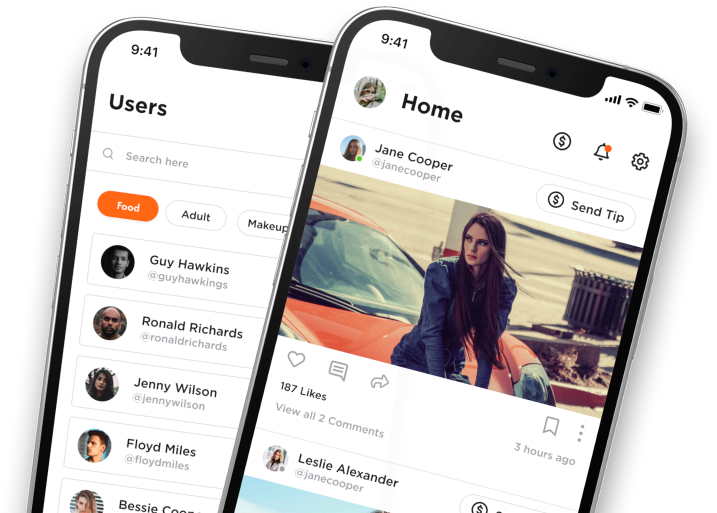 9:41
Users
Search here
Food
Adult
Makeup
Guy Hawkins
@guyhawkings
Ronald Richards
@ronaldrichards
Jenny Wilson
@jennywilson
Floyd Miles
@floydmiles
Bessie
9:41
Home
Jane Cooper
@janecooper
Send Tip
187 Likes
View all 2 Comments
3 hours ago
Leslie Alexander
@janecooper